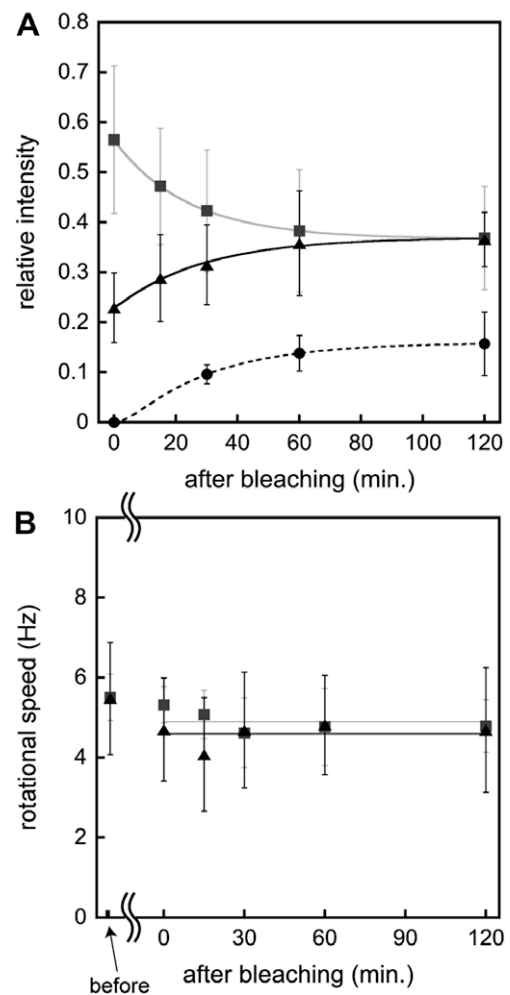 A
0.8
0.7
0.6
0.5
0.4
0.3
0.2
0.1
0
relative intensity
0 20 40 60 80 100 120
after bleaching (min.)
B
10
8
6
4
2
0
rotational speed (Hz)
0 30 60 90 120
before
after bleaching (min.)